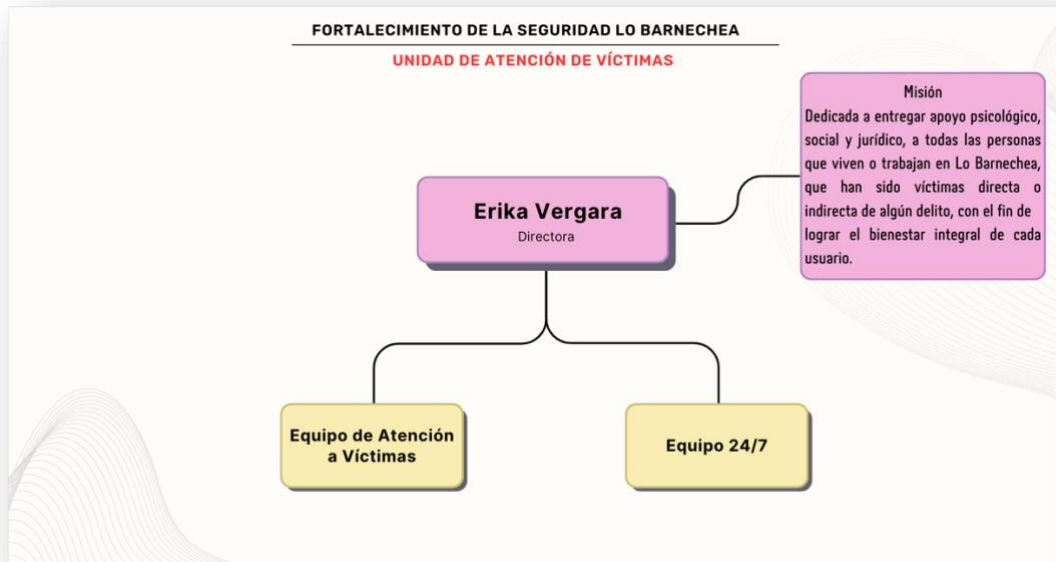 FORTALECIMIENTO DE LA SEGURIDAD LO BARNECHEA
UNIDAD DE ATENCIÓN DE VÍCTIMAS
Misión
Dedicada a entregar apoyo psicológico,
social y jurídico, a todas las personas
que viven o trabajan en Lo Barnechea,
que han sido víctimas directa o
indirecta de algún delito, con el fin de
lograr el bienestar integral de cada
usuario.
Erika Vergara
Directora
Equipo de Atención
a Víctimas
Equipo 24/7